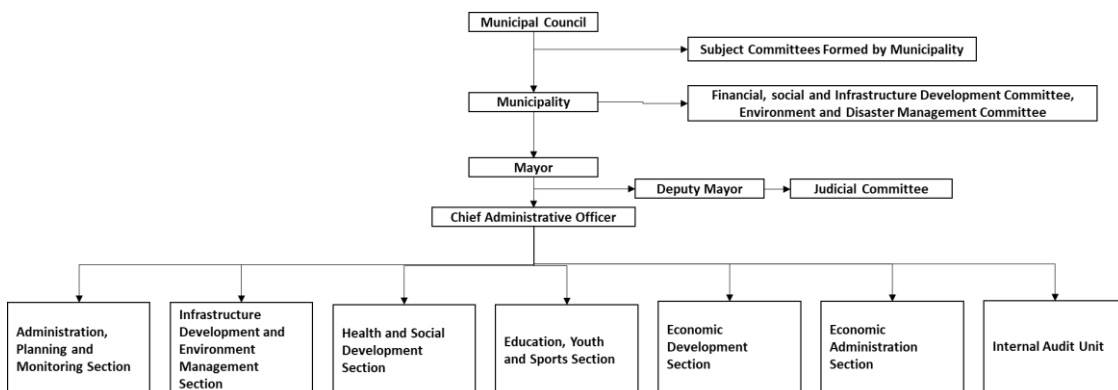 Municipal Council
Subject Committees Formed by Municipality
Municipality
Financial, social and Infrastructure Development Committee,
Environment and Disaster Management Committee
Mayor
Deputy Mayor
Judicial Committee
Chief Administrative Officer
Administration,
Planning and
Monitoring Section
Infrastructure
Development and
Environment
Management
Section
Health and Social
Development
Section
Education, Youth
and Sports Section
Economic
Development
Section
Economic
Administration
Section
Internal Audit Unit